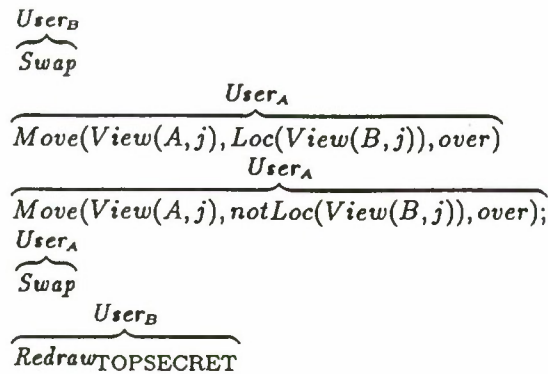 User_B
Swap
User_A
Move(View(A, j), Loc(View(B, j)), over)
User_A
Move(View(A, j), notLoc(View(B, j)), over);
User_A
Swap
User_B
Redraw_TOPSECRET